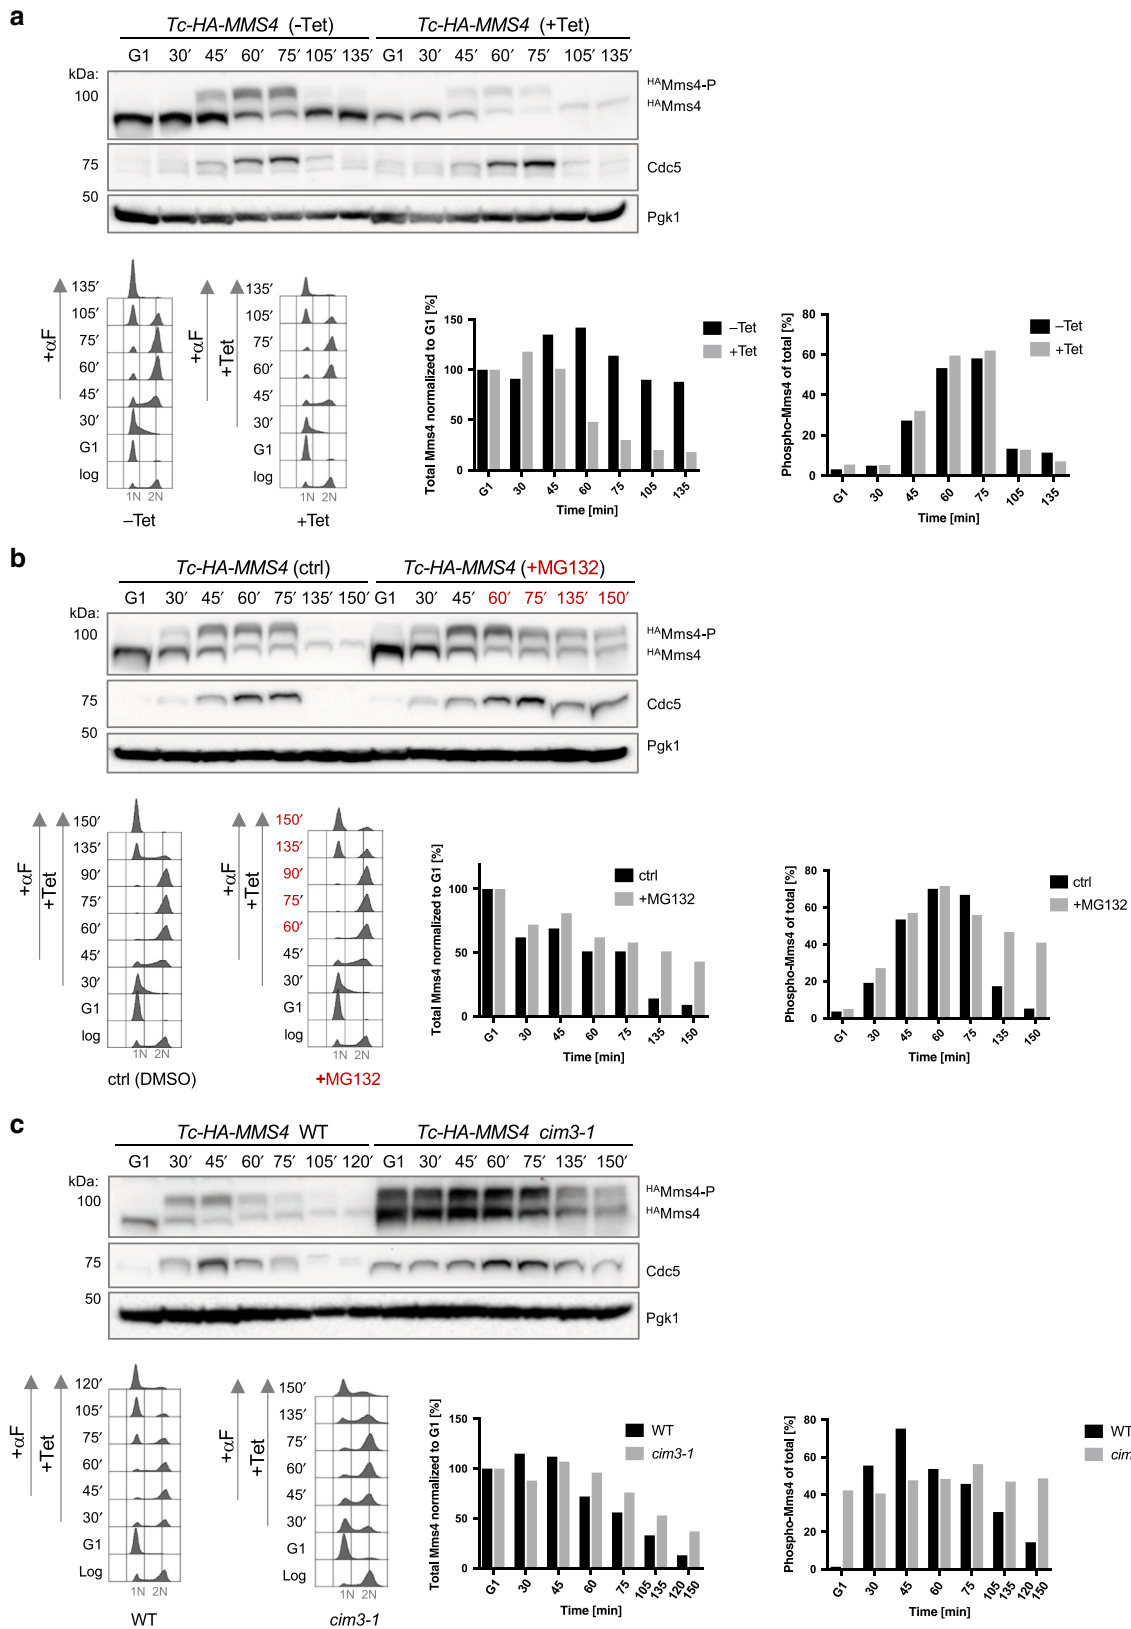 a
Tc-HA-MMS4 (-Tet) Tc-HA-MMS4 (+Tet)
G1 30′ 45′ 60′ 75′ 105′ 135′ G1 30′ 45′ 60′ 75′ 105′ 135′
kDa:
100
HAMms4-P
HAMms4
75
Cdc5
50
Pgk1
+αF
135′
105′
75′
60′
45′
30′
G1
log
1N 2N
–Tet
+αF
+Tet
135′
105′
75′
60′
45′
30′
G1
log
1N 2N
+Tet
Total Mms4 normalized to G1 [%]
150
100
50
0
G1 30 45 60 75 105 135
Time [min]
–Tet
+Tet
Phospho-Mms4 of total [%]
80
60
40
20
0
G1 30 45 60 75 105 135
Time [min]
–Tet
+Tet
b
Tc-HA-MMS4 (ctrl) Tc-HA-MMS4 (+MG132)
G1 30′ 45′ 60′ 75′ 135′ 150′ G1 30′ 45′ 60′ 75′ 135′ 150′
kDa:
100
HAMms4-P
HAMms4
75
Cdc5
50
Pgk1
+αF
+Tet
150′
135′
90′
75′
60′
45′
30′
G1
log
1N 2N
ctrl (DMSO)
+αF
+Tet
150′
135′
90′
75′
60′
45′
30′
G1
log
1N 2N
+MG132
Total Mms4 normalized to G1 [%]
100
50
0
G1 30 45 60 75 135 150
Time [min]
ctrl
+MG132
Phospho-Mms4 of total [%]
80
60
40
20
0
G1 30 45 60 75 135 150
Time [min]
ctrl
+MG132
c
Tc-HA-MMS4 WT Tc-HA-MMS4 cim3-1
G1 30′ 45′ 60′ 75′ 105′ 120′ G1 30′ 45′ 60′ 75′ 135′ 150′
kDa:
100
HAMms4-P
HAMms4
75
Cdc5
50
Pgk1
+αF
+Tet
120′
105′
75′
60′
45′
30′
G1
Log
1N 2N
WT
+αF
+Tet
150′
135′
75′
60′
45′
30′
G1
Log
1N 2N
cim3-1
Total Mms4 normalized to G1 [%]
150
100
50
0
G1 30 45 60 75 105 135 120 150
Time [min]
WT
cim3-1
Phospho-Mms4 of total [%]
80
60
40
20
0
G1 30 45 60 75 105 135 120 150
Time [min]
WT
cim